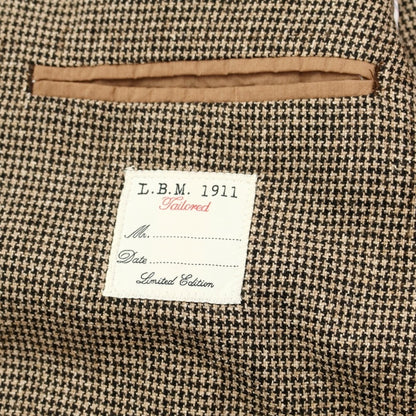 L.B.M. 1911
Tailored
Mr.
Date
Limited Edition